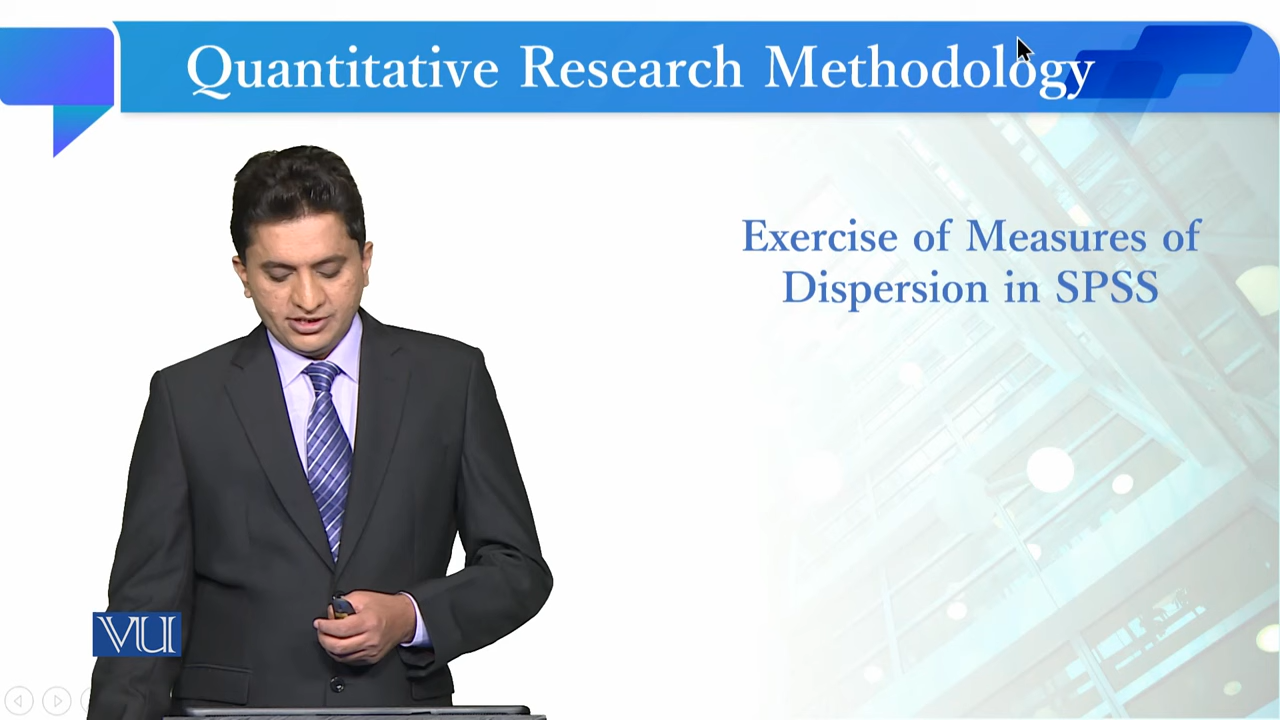 Quantitative Research Methodology
Exercise of Measures of
Dispersion in SPSS
VU